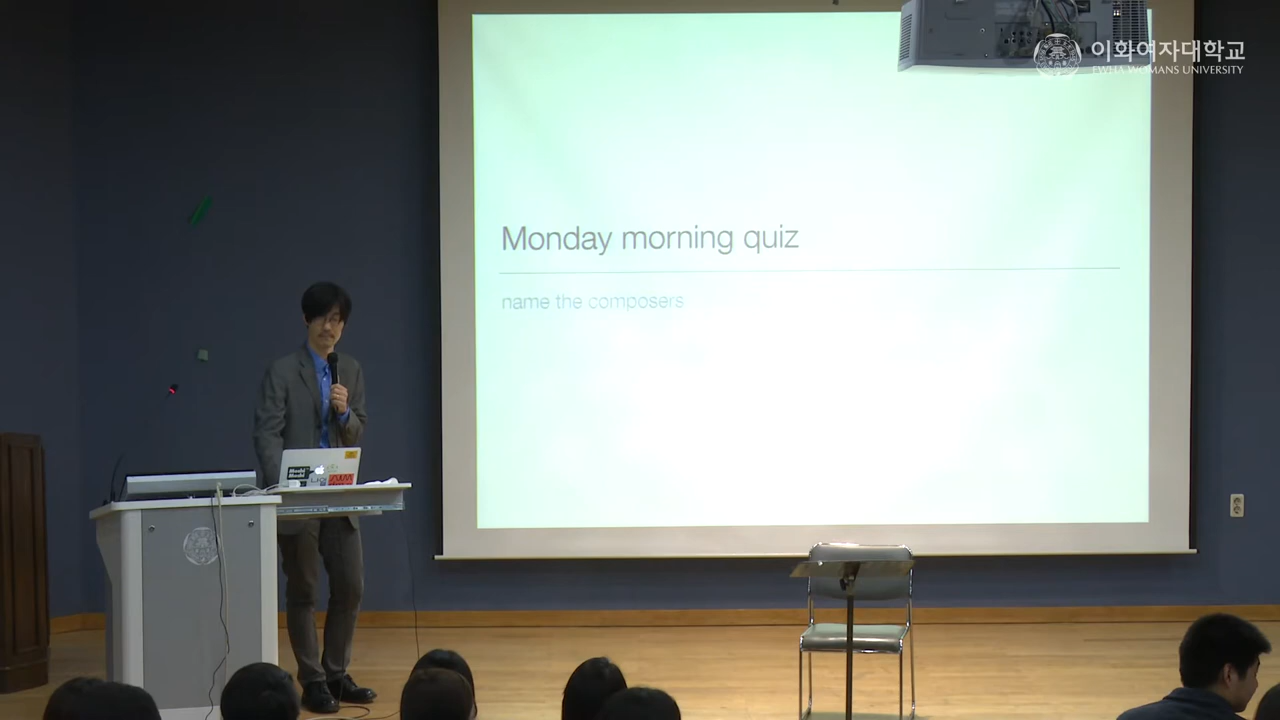 이화여자대학교
EWHA WOMANS UNIVERSITY
Monday morning quiz
name the composers